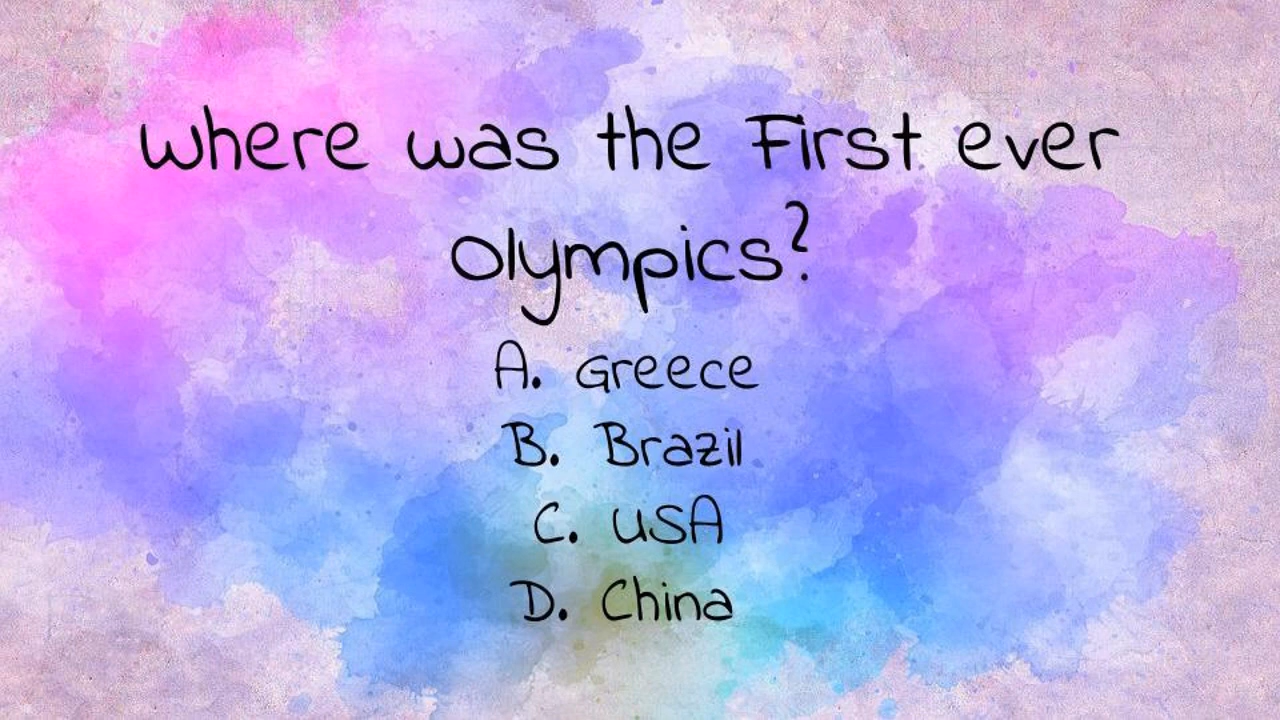 Where was the First ever
Olympics?
A. Greece
B. Brazil
C. USA
D. China